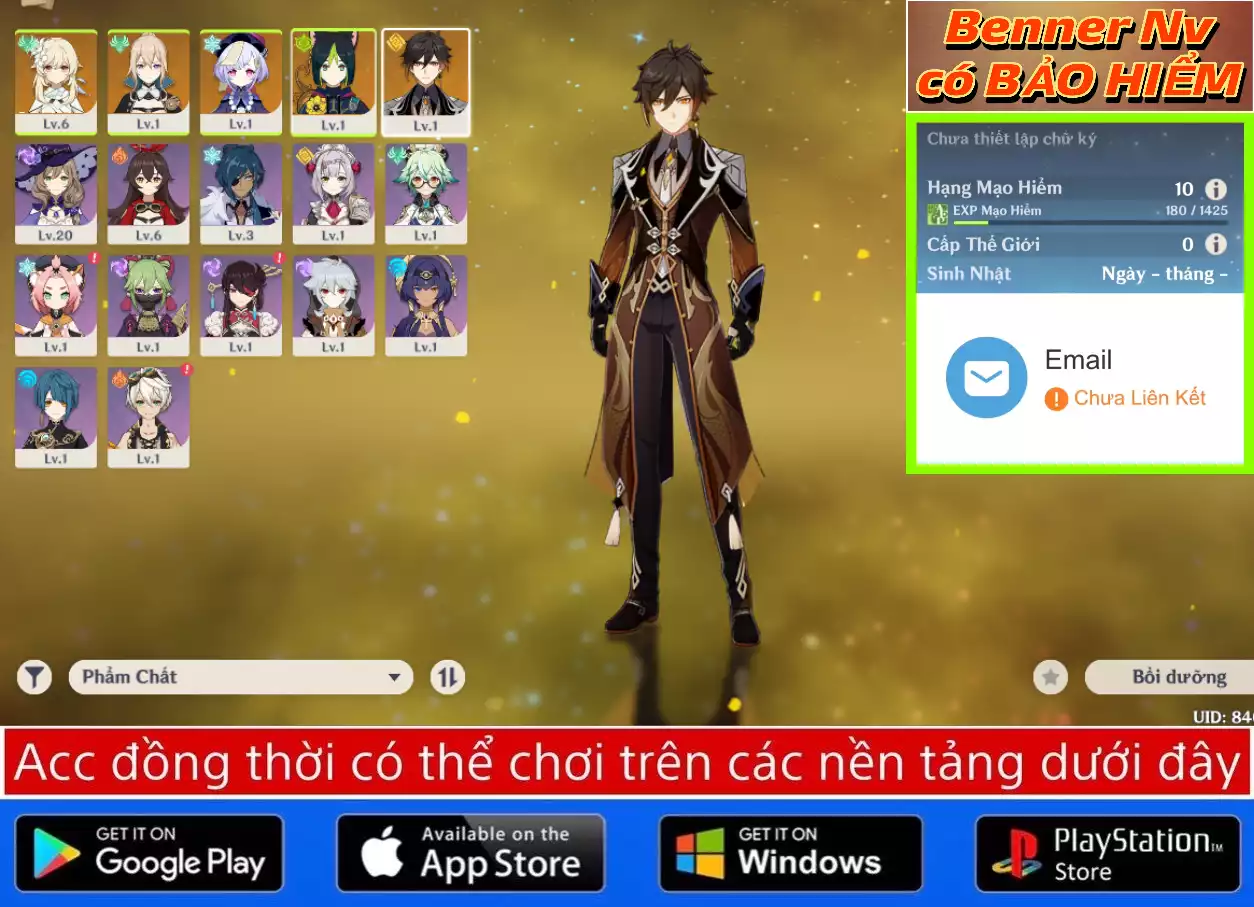 Benner Nv
có BẢO HIỂM
Lv.6
Lv.1
Lv.1
Lv.1
Lv.1
Chưa thiết lập chữ ký
Hạng Mạo Hiểm 10
EXP Mạo Hiểm 180 / 1425
Cấp Thế Giới 0
Sinh Nhật Ngày - tháng -
Lv.20
Lv.6
Lv.3
Lv.1
Lv.1
Lv.1
Lv.1
Lv.1
Lv.1
Lv.1
Email
Chưa Liên Kết
Lv.1
Lv.1
Phẩm Chất
Bồi dưỡng
UID: 84
Acc đồng thời có thể chơi trên các nền tảng dưới đây
GET IT ON
Google Play
Available on the
App Store
GET IT ON
Windows
PlayStation™
Store